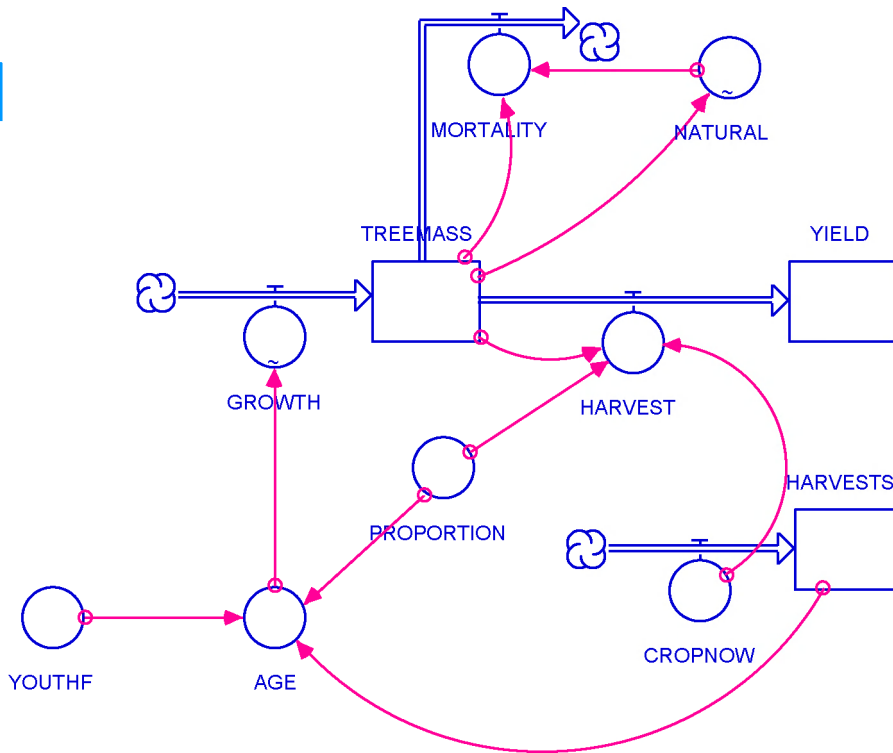 MORTALITY
NATURAL
TREEMASS
YIELD
~
~
GROWTH
HARVEST
HARVESTS
PROPORTION
CROPNOW
YOUTHF
AGE